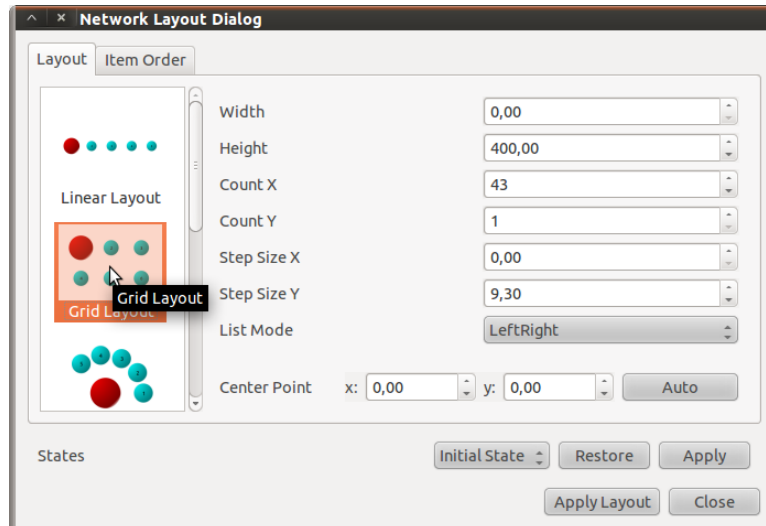 Network Layout Dialog
Layout
Item Order
Linear Layout
Grid Layout
Grid Layout
Width
0,00
Height
400,00
Count X
43
Count Y
1
Step Size X
0,00
Step Size Y
9,30
List Mode
LeftRight
Center Point
x: 0,00
y: 0,00
Auto
States
Initial State
Restore
Apply
Apply Layout
Close